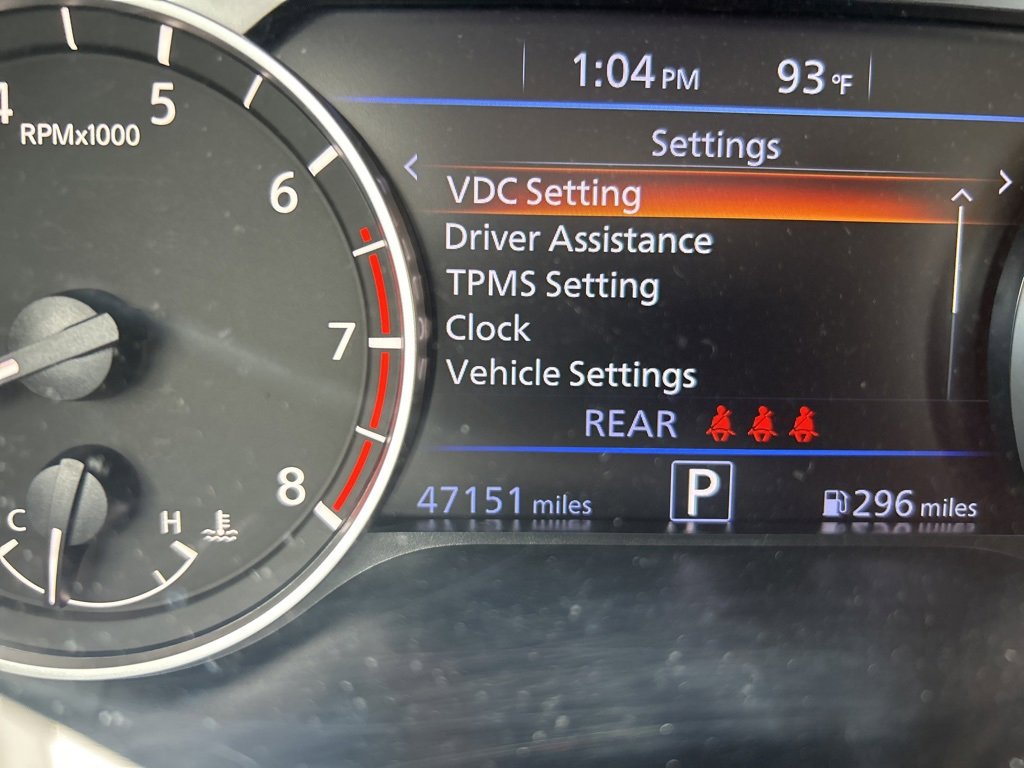 1:04 PM 93 °F
Settings
VDC Setting
Driver Assistance
TPMS Setting
Clock
Vehicle Settings
REAR
47151 miles P 296 miles
4 5
RPMx1000
6
7
8
C H